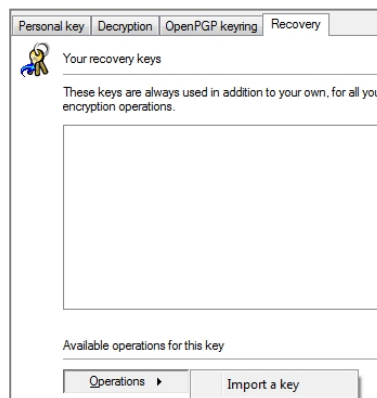 Personal key Decryption OpenPGP keyring Recovery
Your recovery keys
These keys are always used in addition to your own, for all
encryption operations.
Available operations for this key
Operations
Import a key